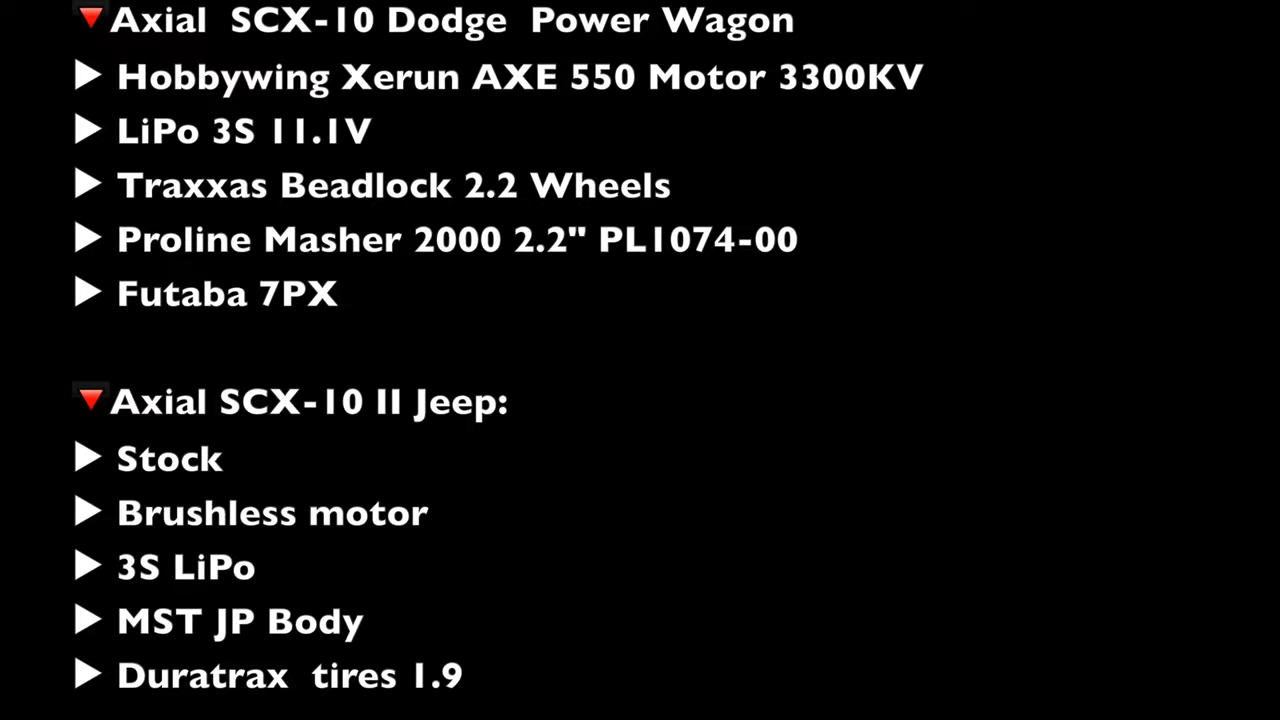 🔻Axial SCX-10 Dodge Power Wagon
▶ Hobbywing Xerun AXE 550 Motor 3300KV
▶ LiPo 3S 11.1V
▶ Traxxas Beadlock 2.2 Wheels
▶ Proline Masher 2000 2.2" PL1074-00
▶ Futaba 7PX
🔻Axial SCX-10 II Jeep:
▶ Stock
▶ Brushless motor
▶ 3S LiPo
▶ MST JP Body
▶ Duratrax tires 1.9